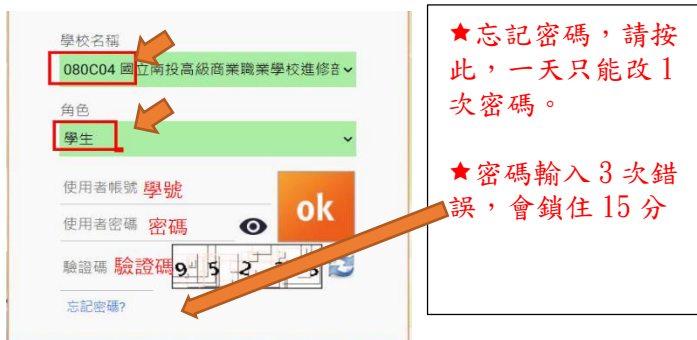 學校名稱
080C04 國立南投高級商業職業學校進修部
角色
學生
使用者帳號 學號
使用者密碼 密碼
ok
驗證碼 驗證碼
忘記密碼?
★忘記密碼，請按
此，一天只能改1
次密碼。
★密碼輸入3次錯
誤，會鎖住15分